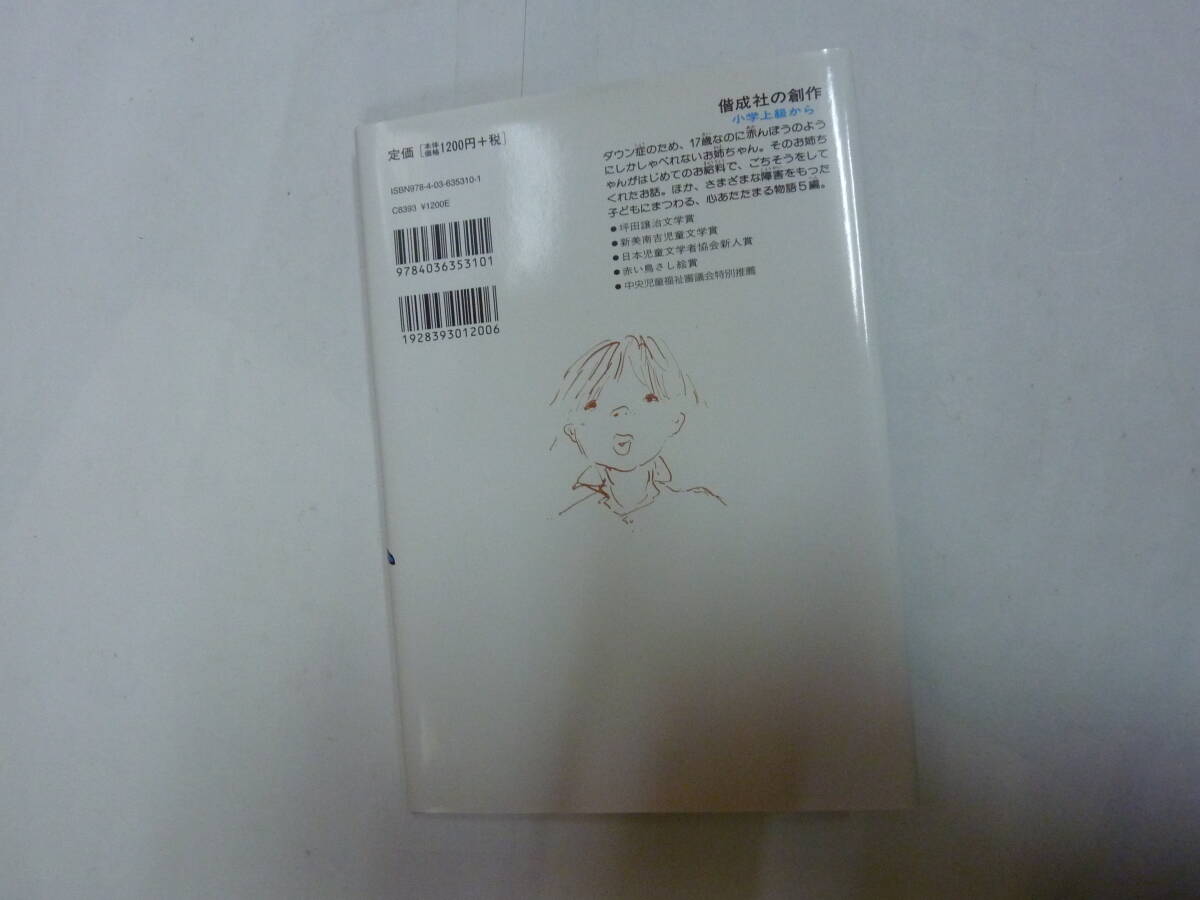 偕成社の創作
小学上級から
ダウン症のため、17歳なのに赤んぼうのよう
にしかしゃべれないお姉ちゃん。そのお姉ち
ゃんがはじめてのお給料で、ごちそうをして
くれたお話。ほか、さまざまな障害をもった
子どもにまつわる、心あたたまる物語5編。
●坪田譲治文学賞
●新美南吉児童文学賞
●日本児童文学者協会新人賞
●赤い鳥さし絵賞
●中央児童福祉審議会特別推薦
定価[本体価格1200円+税]
ISBN978-4-03-635310-1
C8393 ¥1200E
9784036353101
1928393012006